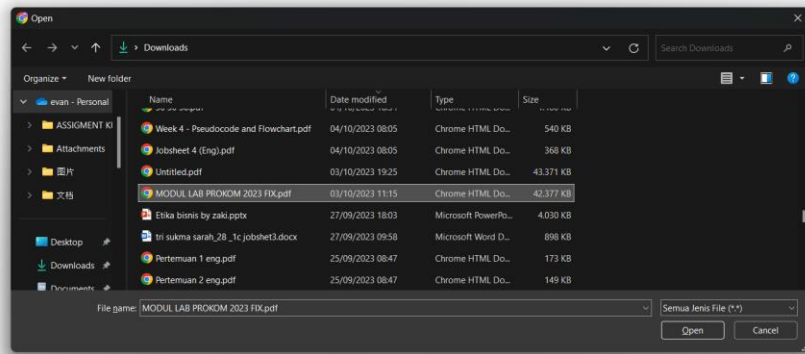 Open
Downloads
Search Downloads
Organize
New folder
evan - Personal
ASSIGMENT KI
Attachments
图片
文档
Desktop
Downloads
Documents
Name Date modified Type Size
Week 4 - Pseudocode and Flowchart.pdf 04/10/2023 08:05 Chrome HTML Do... 540 KB
Jobsheet 4 (Eng).pdf 04/10/2023 08:05 Chrome HTML Do... 368 KB
Untitled.pdf 03/10/2023 19:25 Chrome HTML Do... 43.371 KB
MODUL LAB PROKOM 2023 FIX.pdf 03/10/2023 11:15 Chrome HTML Do... 42.377 KB
Etika bisnis by zaki.pptx 27/09/2023 18:03 Microsoft PowerPo... 4.030 KB
tri sukma sarah_28 _1c jobshet3.docx 27/09/2023 09:58 Microsoft Word D... 898 KB
Pertemuan 1 eng.pdf 25/09/2023 08:47 Chrome HTML Do... 173 KB
Pertemuan 2 eng.pdf 25/09/2023 08:47 Chrome HTML Do... 149 KB
File name: MODUL LAB PROKOM 2023 FIX.pdf Semua Jenis File (*.*)
Open Cancel